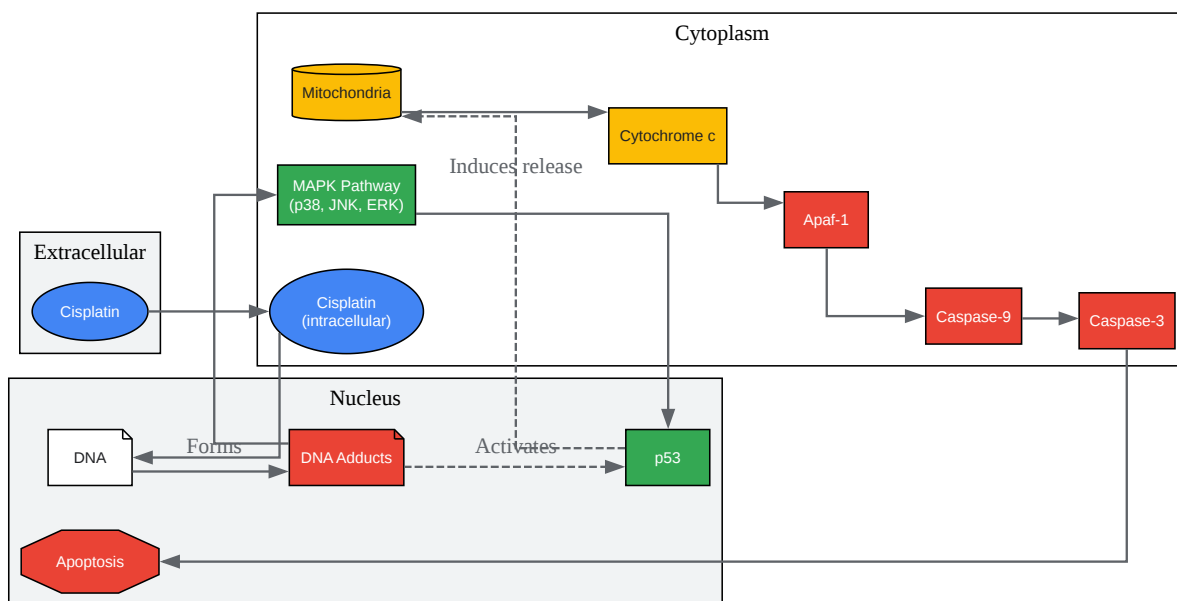 Cytoplasm
Mitochondria
Cytochrome c
Induces release
MAPK Pathway
(p38, JNK, ERK)
Apaf-1
Extracellular
Cisplatin
Cisplatin
(intracellular)
Caspase-9
Caspase-3
Nucleus
DNA
Forms
DNA Adducts
Activates
p53
Apoptosis